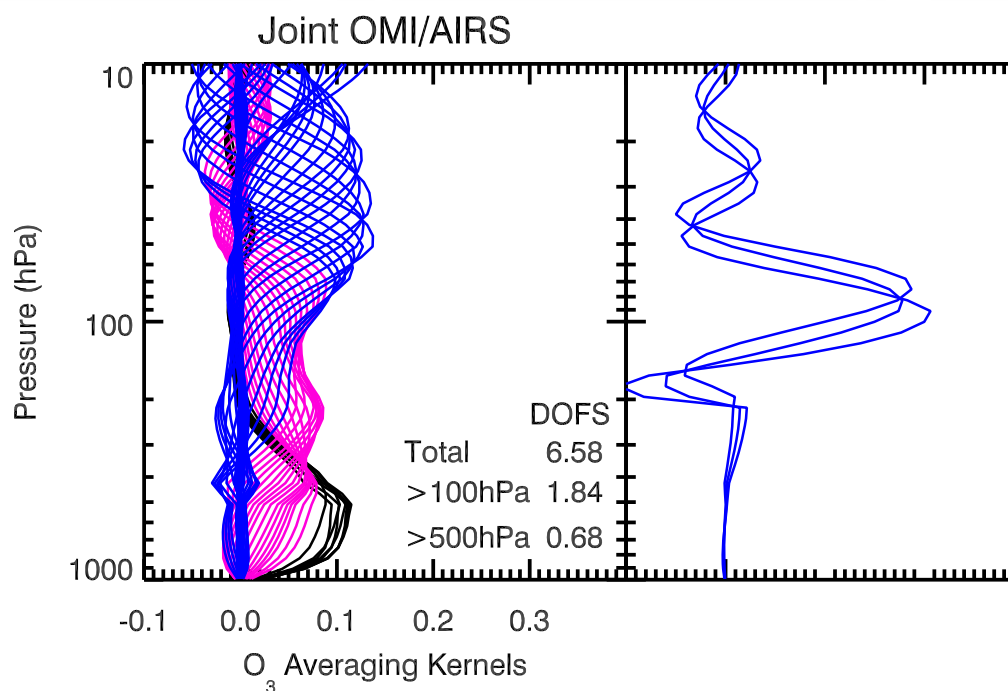 Joint OMI/AIRS
10
100
1000
Pressure (hPa)
DOFS
Total 6.58
>100hPa 1.84
>500hPa 0.68
-0.1 0.0 0.1 0.2 0.3
O3 Averaging Kernels